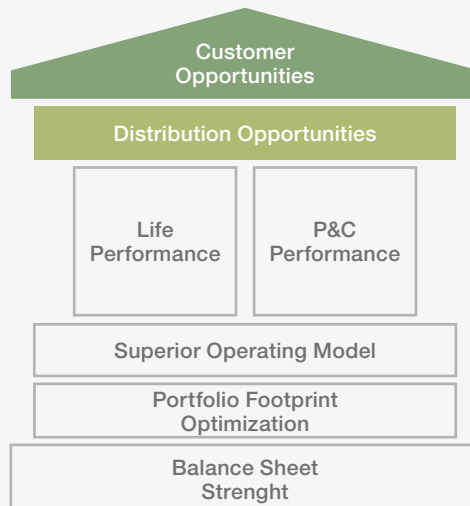 Customer
Opportunities
Distribution Opportunities
Life
Performance
P&C
Performance
Superior Operating Model
Portfolio Footprint
Optimization
Balance Sheet
Strenght